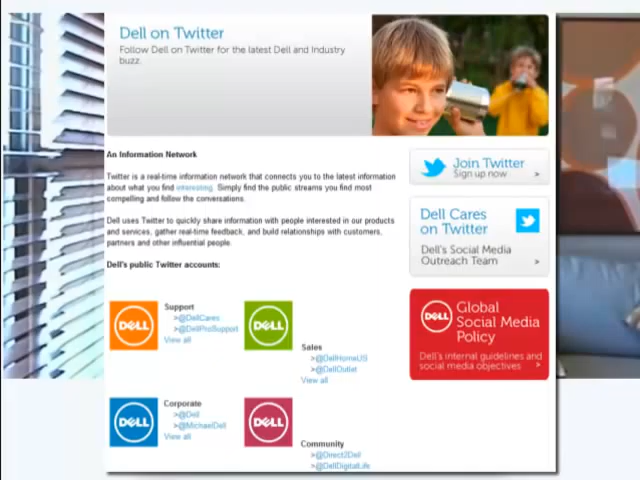 Dell on Twitter
Follow Dell on Twitter for the latest Dell and Industry
buzz.
An Information Network
Twitter is a real-time information network that connects you to the latest information
about what you find interesting. Simply find the public streams you find most
compelling and follow the conversations.
Dell uses Twitter to quickly share information with people interested in our products
and services, gather real-time feedback, and build relationships with customers,
partners and other influential people.
Dell's public Twitter accounts:
DELL
Support
>@DellCares
>@DellProSupport
View all
DELL
Sales
>@DellHomeUS
>@DellOutlet
View all
DELL
Corporate
>@Dell
>@MichaelDell
View all
DELL
Community
>@Direct2Dell
>@DellDigitalLife
Join Twitter
Sign up now >
Dell Cares
on Twitter
Dell's Social Media
Outreach Team >
DELL
Global
Social Media
Policy
Dell's internal guidelines and
social media objectives >